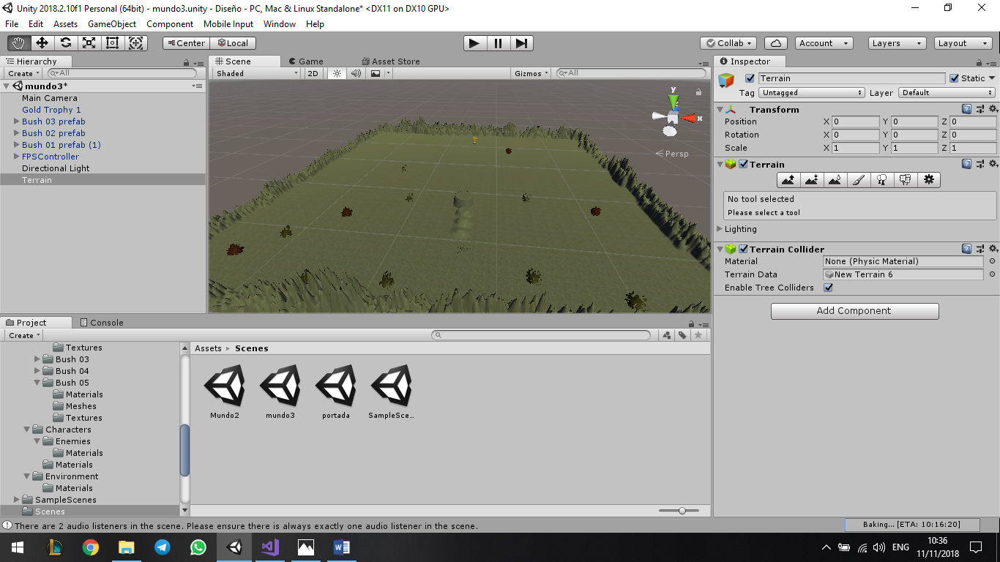 Unity 2018.2.10f1 Personal (64bit) - mundo3.unity - Diseño - PC, Mac & Linux Standalone* <DX11 on DX10 GPU>
File Edit Assets GameObject Component Mobile Input Window Help
Center Local Collab Account Layers Layout
Hierarchy
Create All
mundo3*
Main Camera
Gold Trophy 1
Bush 03 prefab
Bush 02 prefab
Bush 01 prefab (1)
FPSController
Directional Light
Terrain
Scene Game Asset Store
Shaded 2D Gizmos All
y
x
Persp
Inspector
Terrain Static
Tag Untagged Layer Default
Transform
Position X 0 Y 0 Z 0
Rotation X 0 Y 0 Z 0
Scale X 1 Y 1 Z 1
Terrain
No tool selected
Please select a tool
Lighting
Terrain Collider
Material None (Physic Material)
Terrain Data New Terrain 6
Enable Tree Colliders
Add Component
Project Console
Create
Textures
Bush 03
Bush 04
Bush 05
Materials
Meshes
Textures
Characters
Enemies
Materials
Materials
Environment
Materials
SampleScenes
Scenes
Assets Scenes
Mundo2 mundo3 portada SampleSce...
There are 2 audio listeners in the scene. Please ensure there is always exactly one audio listener in the scene.
Baking... [ETA: 10:16:20]
ENG
10:36
11/11/2018